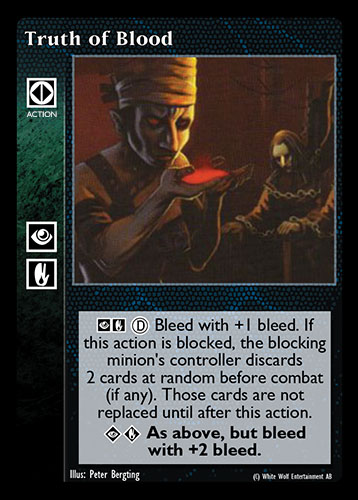 Truth of Blood
ACTION
D Bleed with +1 bleed. If
this action is blocked, the blocking
minion's controller discards
2 cards at random before combat
(if any). Those cards are not
replaced until after this action.
As above, but bleed
with +2 bleed.
Illus: Peter Bergting
(C) White Wolf Entertainment AB